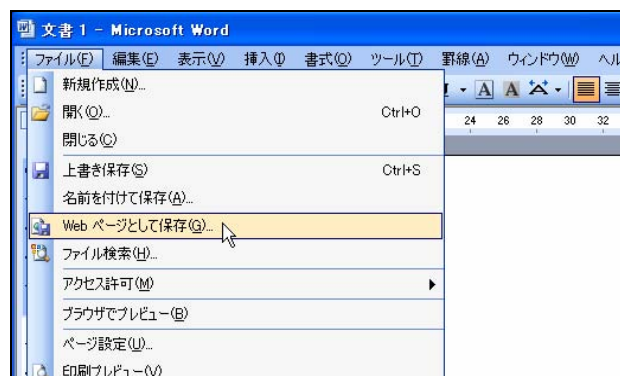 文書 1 - Microsoft Word
ファイル(F) 編集(E) 表示(V) 挿入(I) 書式(O) ツール(T) 罫線(A) ウィンドウ(W) ヘル
新規作成(N)...
開く(O)... Ctrl+O
24 26 28 30 32
閉じる(C)
上書き保存(S) Ctrl+S
名前を付けて保存(A)...
Web ページとして保存(G)...
ファイル検索(H)...
アクセス許可(M)
ブラウザでプレビュー(B)
ページ設定(U)...
印刷プレビュー(V)